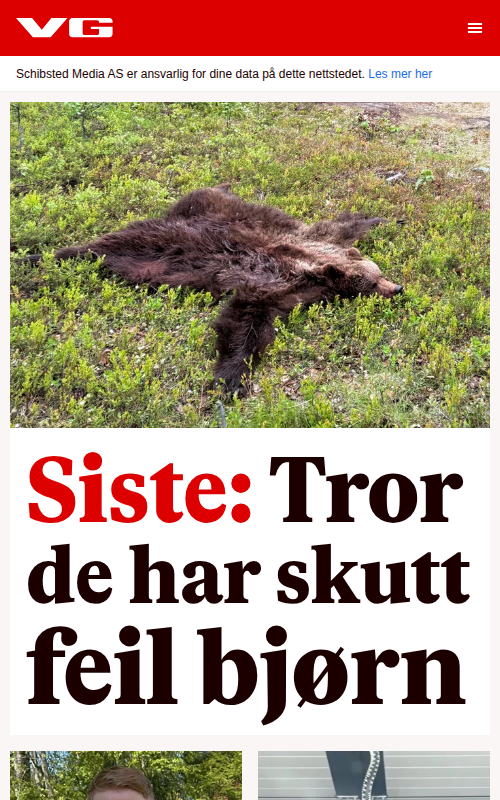 VG
Schibsted Media AS er ansvarlig for dine data på dette nettstedet. Les mer her
Siste: Tror
de har skutt
feil bjørn